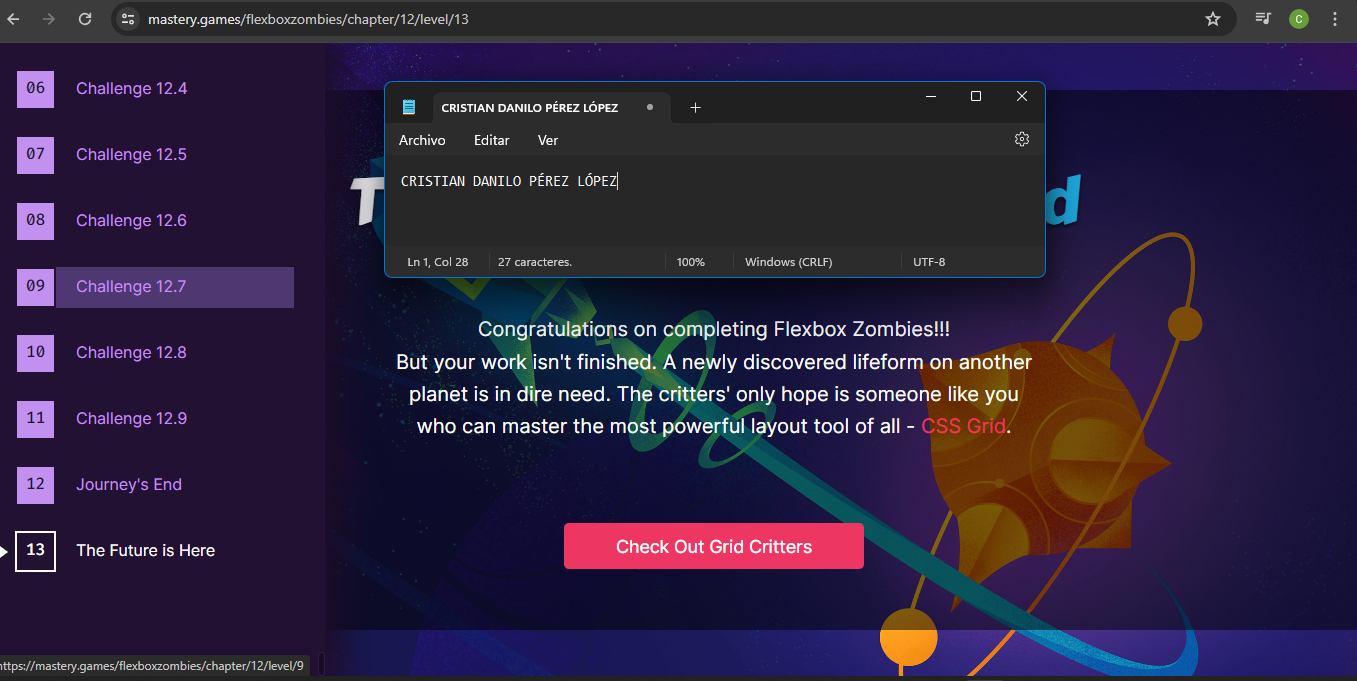 mastery.games/flexboxzombies/chapter/12/level/13
C
06 Challenge 12.4
07 Challenge 12.5
08 Challenge 12.6
09 Challenge 12.7
10 Challenge 12.8
11 Challenge 12.9
12 Journey's End
13 The Future is Here
https://mastery.games/flexboxzombies/chapter/12/level/9
CRISTIAN DANILO PÉREZ LÓPEZ
Archivo Editar Ver
CRISTIAN DANILO PÉREZ LÓPEZ
Ln 1, Col 28 27 caracteres. 100% Windows (CRLF) UTF-8
Congratulations on completing Flexbox Zombies!!!
But your work isn't finished. A newly discovered lifeform on another
planet is in dire need. The critters' only hope is someone like you
who can master the most powerful layout tool of all - CSS Grid.
Check Out Grid Critters